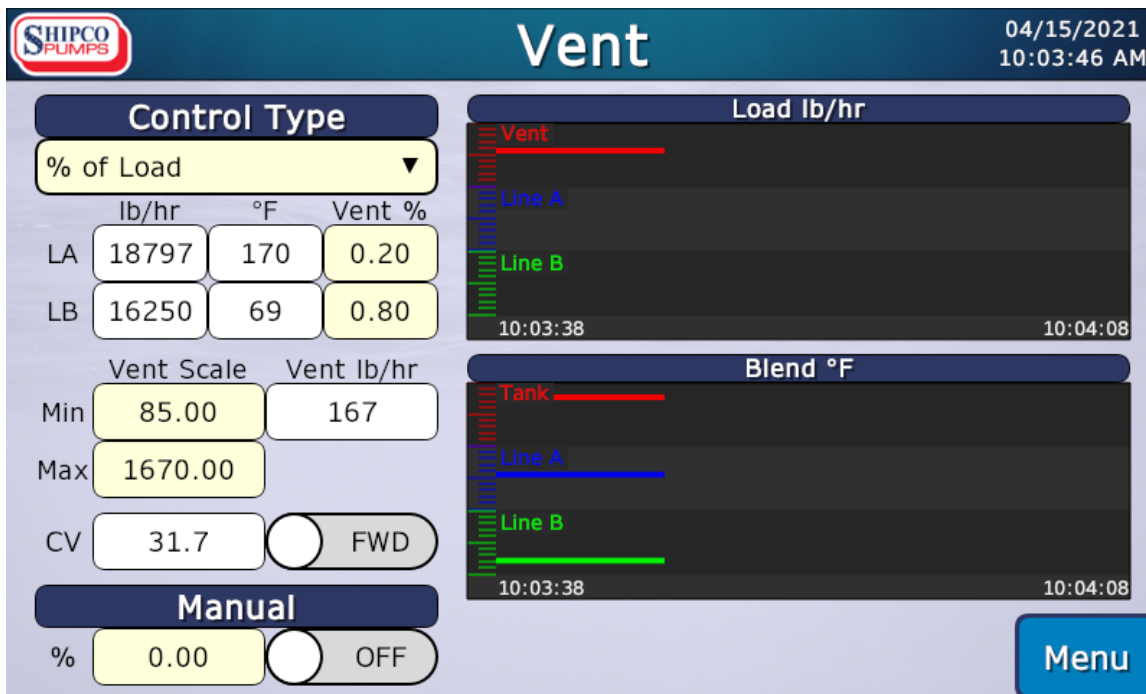 SHIPCO
PUMPS
Vent
04/15/2021
10:03:46 AM
Control Type
% of Load ▼
lb/hr °F Vent %
LA 18797 170 0.20
LB 16250 69 0.80
Vent Scale Vent lb/hr
Min 85.00 167
Max 1670.00
CV 31.7 FWD
Manual
% 0.00 OFF
Load lb/hr
Vent
Line A
Line B
10:03:38 10:04:08
Blend °F
Tank
Line A
Line B
10:03:38 10:04:08
Menu